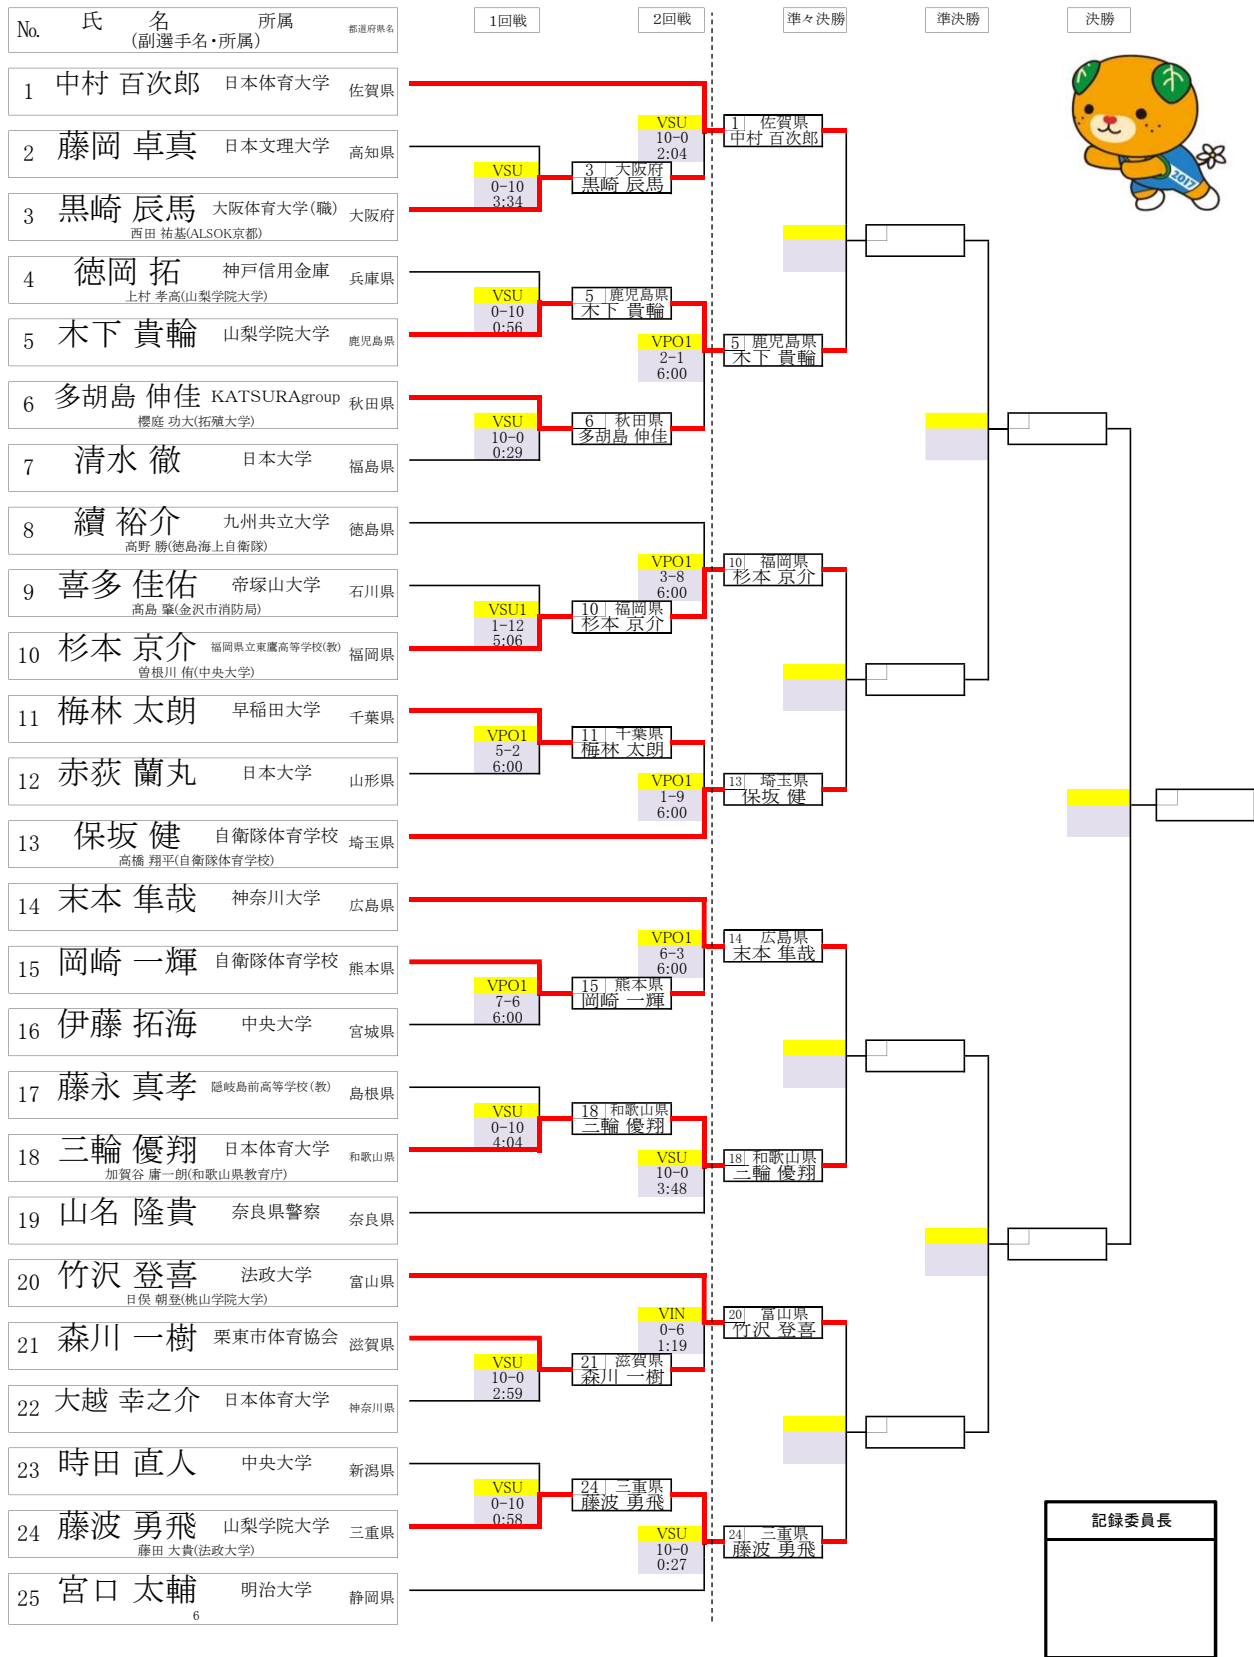 No. 氏 名 所属 都道府県名
(副選手名・所属)
1回戦 2回戦 準々決勝 準決勝 決勝
1 中村 百次郎 日本体育大学 佐賀県
2 藤岡 卓真 日本文理大学 高知県
3 黒崎 辰馬 大阪体育大学(職) 大阪府
西田 祐基(ALSOK京都)
4 徳岡 拓 神戸信用金庫 兵庫県
上村 孝高(山梨学院大学)
5 木下 貴輪 山梨学院大学 鹿児島県
6 多胡島 伸佳 KATSURAgroup 秋田県
櫻庭 功大(拓殖大学)
7 清水 徹 日本大学 福島県
8 續 裕介 九州共立大学 徳島県
高野 勝(徳島海上自衛隊)
9 喜多 佳佑 帝塚山大学 石川県
髙島 肇(金沢市消防局)
10 杉本 京介 福岡県立東鷹高等学校(教) 福岡県
曽根川 侑(中央大学)
11 梅林 太朗 早稲田大学 千葉県
12 赤荻 蘭丸 日本大学 山形県
13 保坂 健 自衛隊体育学校 埼玉県
高橋 翔平(自衛隊体育学校)
14 末本 隼哉 神奈川大学 広島県
15 岡崎 一輝 自衛隊体育学校 熊本県
16 伊藤 拓海 中央大学 宮城県
17 藤永 真孝 隠岐島前高等学校(教) 島根県
18 三輪 優翔 日本体育大学 和歌山県
加賀谷 庸一朗(和歌山県教育庁)
19 山名 隆貴 奈良県警察 奈良県
20 竹沢 登喜 法政大学 富山県
日俣 朝登(桃山学院大学)
21 森川 一樹 栗東市体育協会 滋賀県
22 大越 幸之介 日本体育大学 神奈川県
23 時田 直人 中央大学 新潟県
24 藤波 勇飛 山梨学院大学 三重県
藤田 大貴(法政大学)
25 宮口 太輔 明治大学 静岡県
6
VSU
0-10
3:34
VSU
0-10
0:56
VSU
10-0
0:29
VSU1
1-12
5:06
VPO1
5-2
6:00
VPO1
7-6
6:00
VSU
0-10
4:04
VSU
10-0
2:59
VSU
0-10
0:58
3 大阪府
黒崎 辰馬
5 鹿児島県
木下 貴輪
6 秋田県
多胡島 伸佳
10 福岡県
杉本 京介
11 千葉県
梅林 太朗
15 熊本県
岡崎 一輝
18 和歌山県
三輪 優翔
21 滋賀県
森川 一樹
24 三重県
藤波 勇飛
VSU
10-0
2:04
VPO1
2-1
6:00
VPO1
3-8
6:00
VPO1
1-9
6:00
VPO1
6-3
6:00
VSU
10-0
3:48
VIN
0-6
1:19
VSU
10-0
0:27
1 佐賀県
中村 百次郎
5 鹿児島県
木下 貴輪
10 福岡県
杉本 京介
13 埼玉県
保坂 健
14 広島県
末本 隼哉
18 和歌山県
三輪 優翔
20 富山県
竹沢 登喜
24 三重県
藤波 勇飛
2017
記録委員長